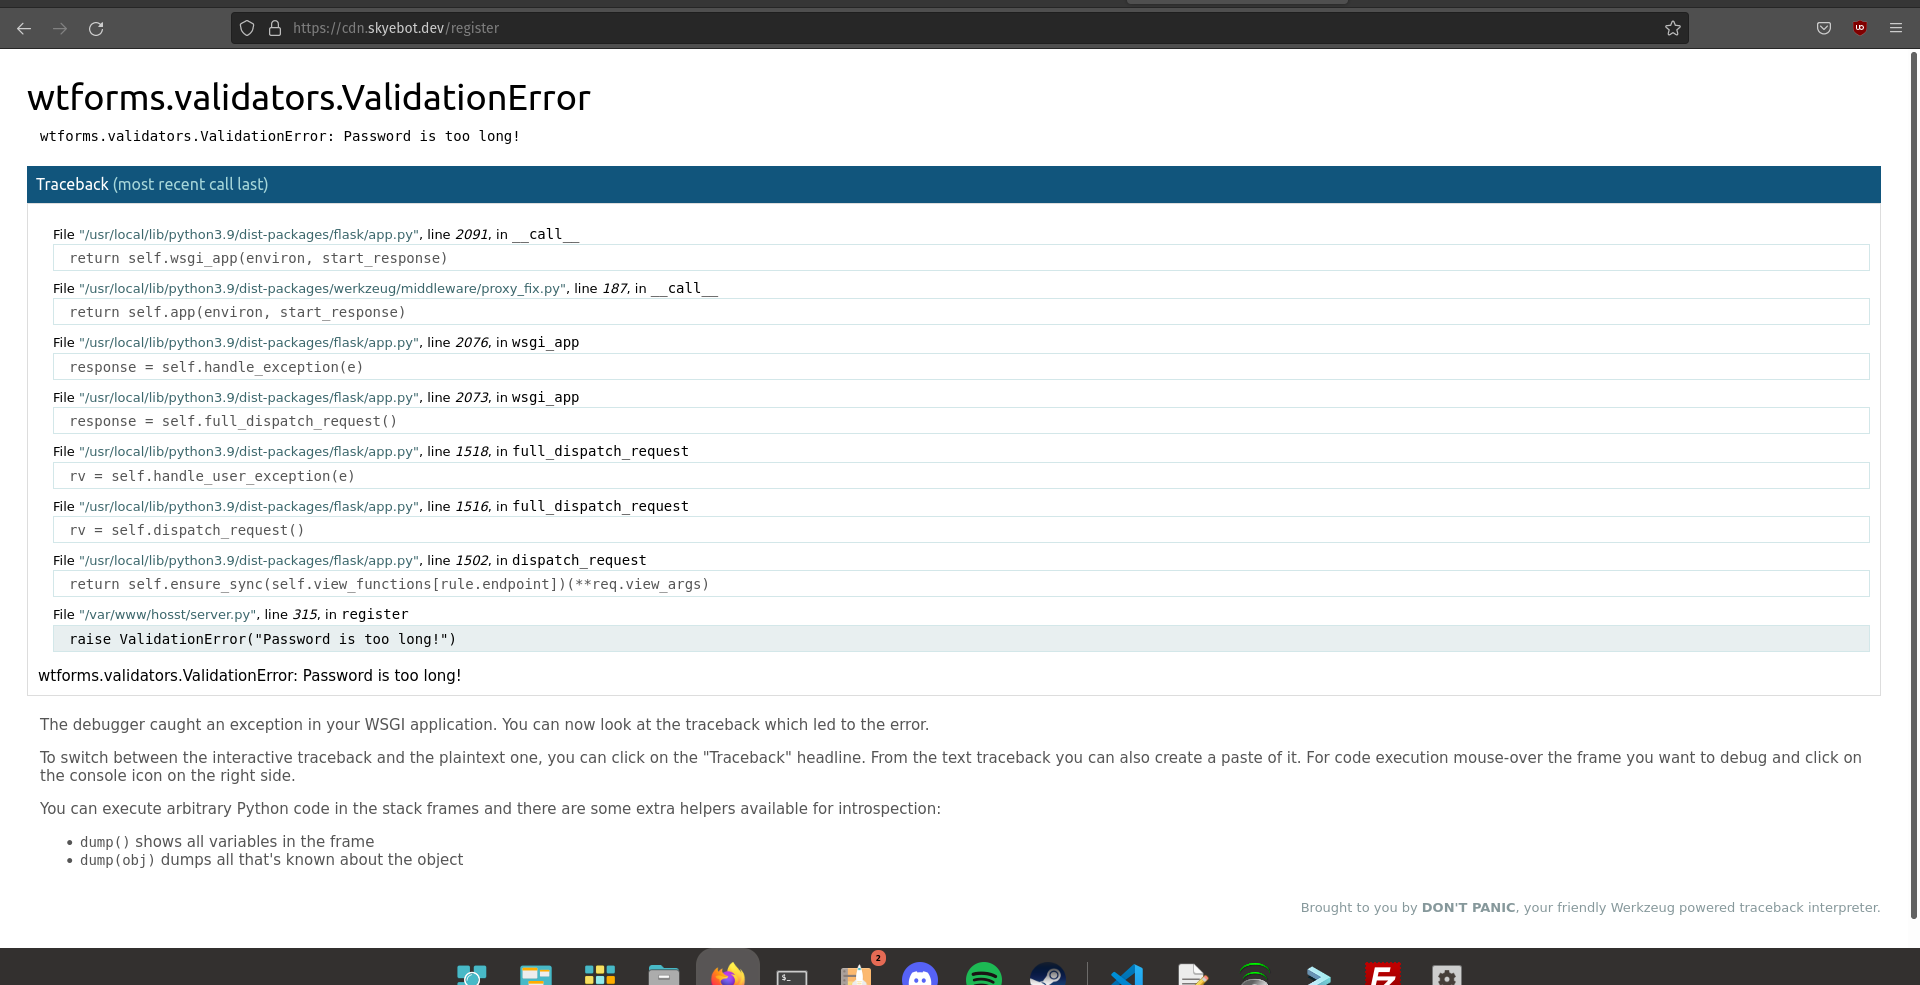 https://cdn.skyebot.dev/register
wtforms.validators.ValidationError
wtforms.validators.ValidationError: Password is too long!
Traceback (most recent call last)
File "/usr/local/lib/python3.9/dist-packages/flask/app.py", line 2091, in __call__
return self.wsgi_app(environ, start_response)
File "/usr/local/lib/python3.9/dist-packages/werkzeug/middleware/proxy_fix.py", line 187, in __call__
return self.app(environ, start_response)
File "/usr/local/lib/python3.9/dist-packages/flask/app.py", line 2076, in wsgi_app
response = self.handle_exception(e)
File "/usr/local/lib/python3.9/dist-packages/flask/app.py", line 2073, in wsgi_app
response = self.full_dispatch_request()
File "/usr/local/lib/python3.9/dist-packages/flask/app.py", line 1518, in full_dispatch_request
rv = self.handle_user_exception(e)
File "/usr/local/lib/python3.9/dist-packages/flask/app.py", line 1516, in full_dispatch_request
rv = self.dispatch_request()
File "/usr/local/lib/python3.9/dist-packages/flask/app.py", line 1502, in dispatch_request
return self.ensure_sync(self.view_functions[rule.endpoint])(**req.view_args)
File "/var/www/hosst/server.py", line 315, in register
raise ValidationError("Password is too long!")
wtforms.validators.ValidationError: Password is too long!
The debugger caught an exception in your WSGI application. You can now look at the traceback which led to the error.
To switch between the interactive traceback and the plaintext one, you can click on the "Traceback" headline. From the text traceback you can also create a paste of it. For code execution mouse-over the frame you want to debug and click on
the console icon on the right side.
You can execute arbitrary Python code in the stack frames and there are some extra helpers available for introspection:
• dump() shows all variables in the frame
• dump(obj) dumps all that's known about the object
Brought to you by DON'T PANIC, your friendly Werkzeug powered traceback interpreter.
2